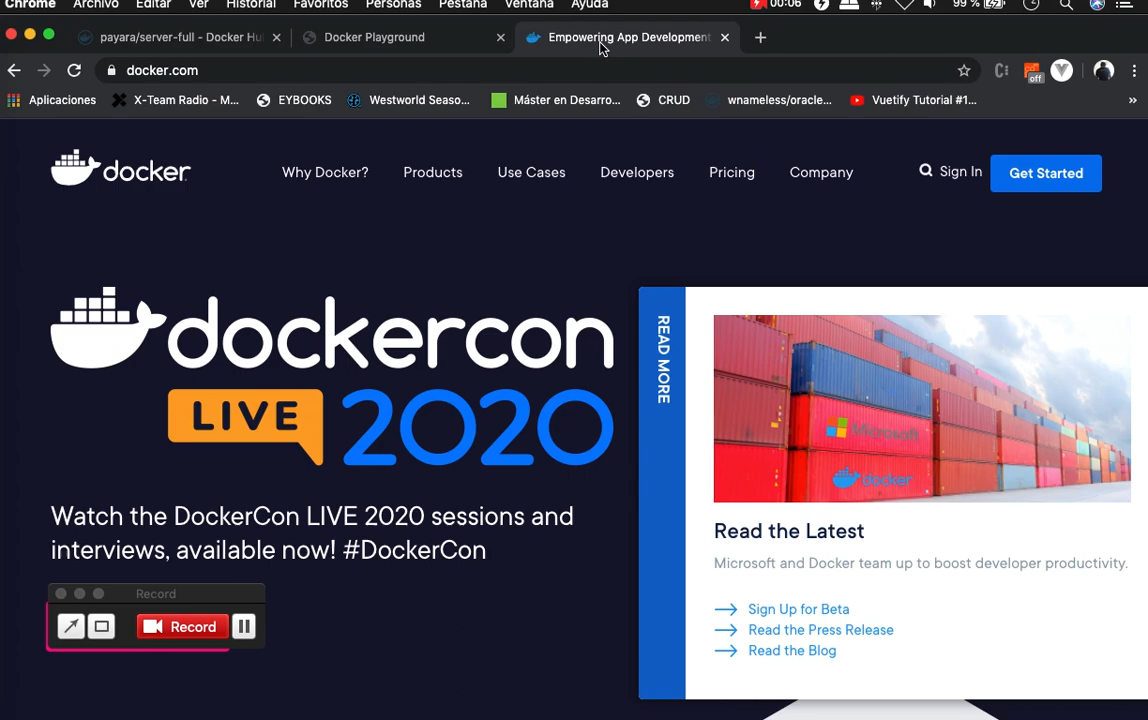 Chrome Archivo Editar Ver Historial Favoritos Personas Pestaña Ventana Ayuda 00:06 99 %
payara/server-full - Docker Hu Docker Playground Empowering App Development
docker.com
off
Aplicaciones X-Team Radio - M... EYBOOKS Westworld Seaso... Máster en Desarro... CRUD wnameless/oracle... Vuetify Tutorial #1... »
docker Why Docker? Products Use Cases Developers Pricing Company Sign In Get Started
dockercon
LIVE 2020
Watch the DockerCon LIVE 2020 sessions and
interviews, available now! #DockerCon
Record
Record
READ MORE
Microsoft
docker
Read the Latest
Microsoft and Docker team up to boost developer productivity.
Sign Up for Beta
Read the Press Release
Read the Blog